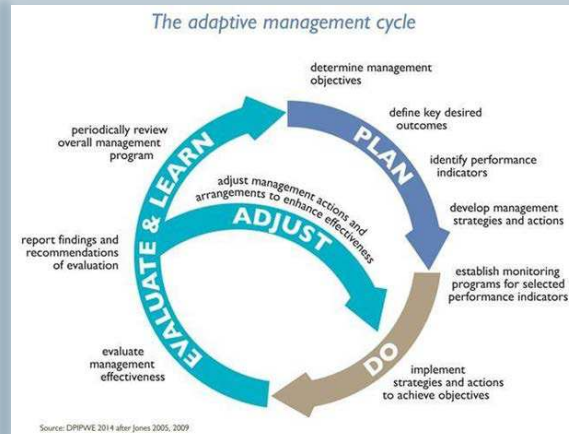 The adaptive management cycle
determine management
objectives
define key desired
outcomes
identify performance
indicators
develop management
strategies and actions
establish monitoring
programs for selected
performance indicators
implement
strategies and actions
to achieve objectives
evaluate
management
effectiveness
report findings and
recommendations
of evaluation
periodically review
overall management
program
adjust management actions and
arrangements to enhance effectiveness
PLAN
DO
EVALUATE & LEARN
ADJUST
Source: DPIPWE 2014 after Jones 2005, 2009